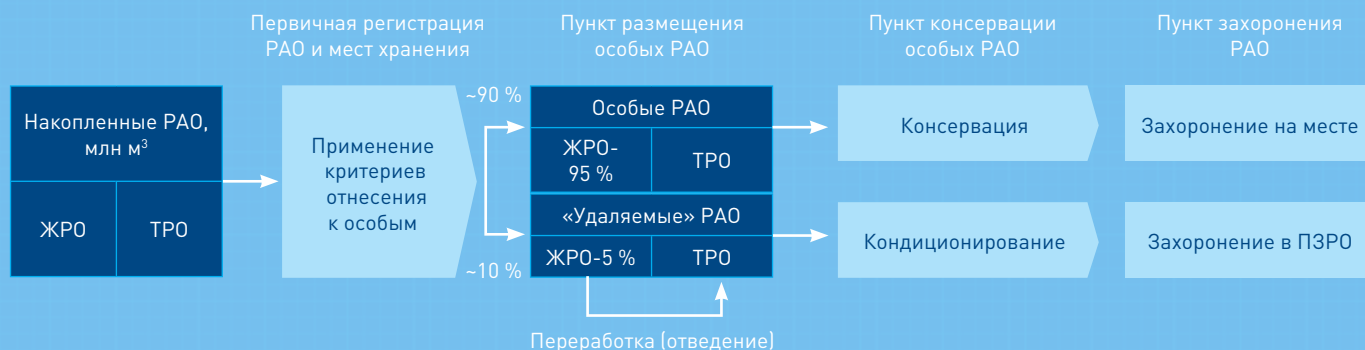 Первичная регистрация
РАО и мест хранения
Пункт размещения
особых РАО
Пункт консервации
особых РАО
Пункт захоронения
РАО
Накопленные РАО,
млн м³
ЖРО
ТРО
Применение
критериев
отнесения
к особым
~90 %
~10 %
Особые РАО
ЖРО-
95 %
ТРО
«Удаляемые» РАО
ЖРО-5 %
ТРО
Переработка (отведение)
Консервация
Захоронение на месте
Кондиционирование
Захоронение в ПЗРО